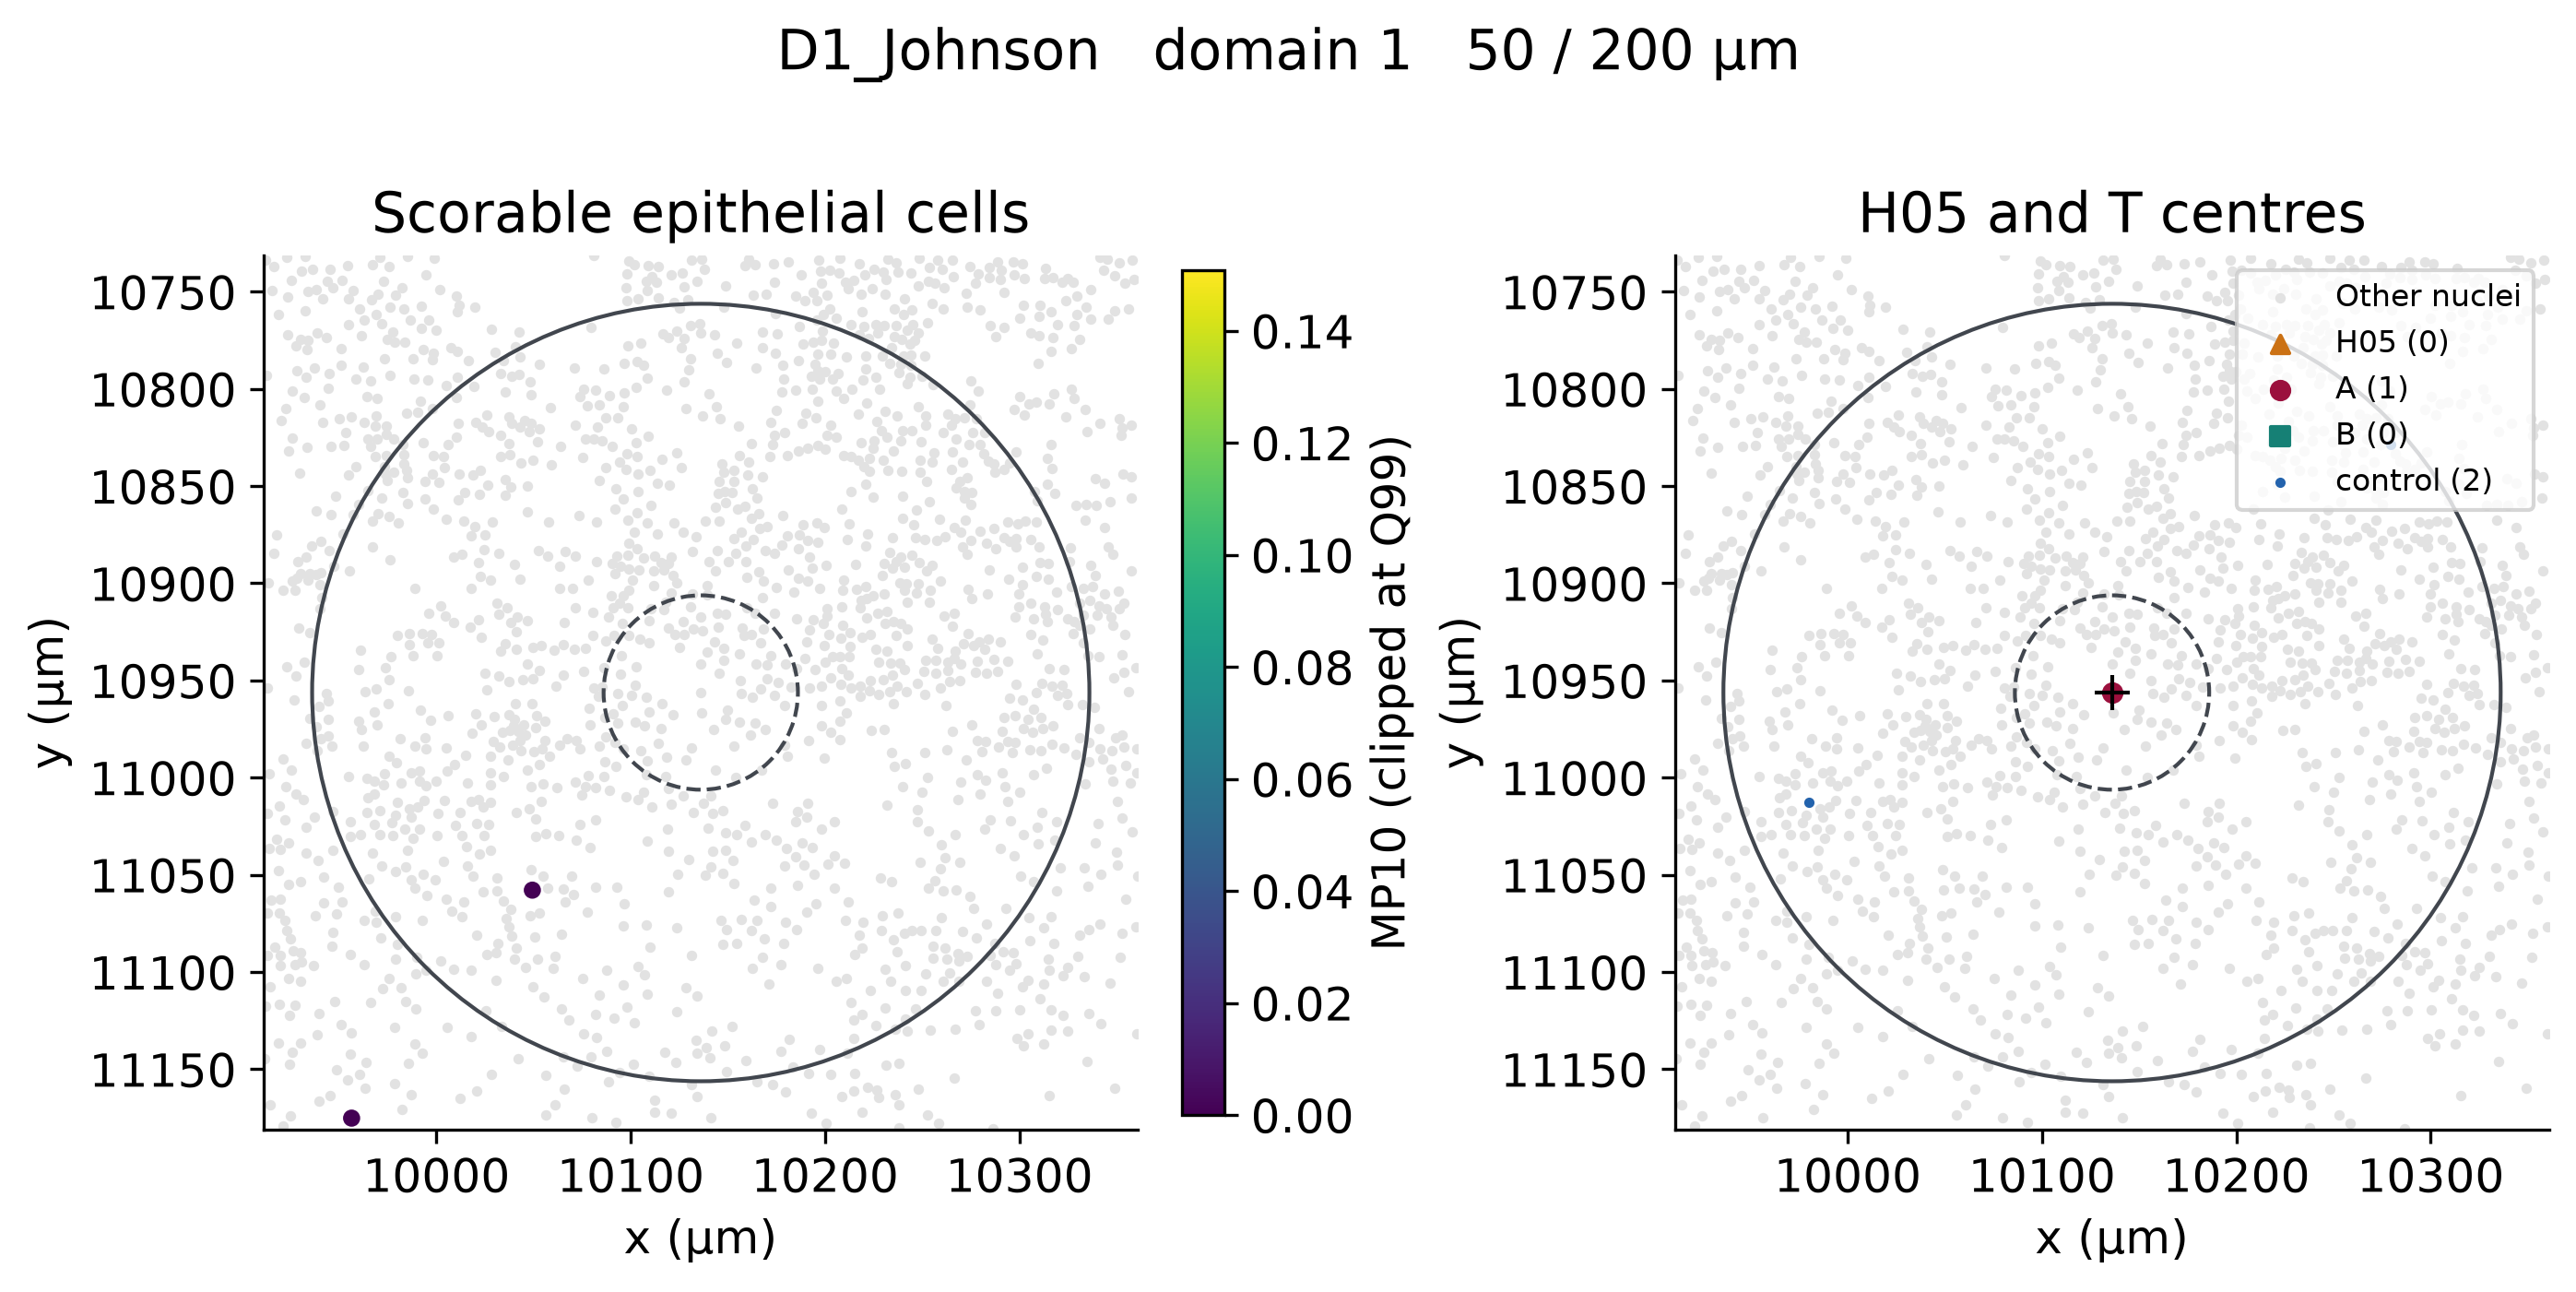 D1_Johnson domain 1 50 / 200 µm
Scorable epithelial cells
10750
10800
10850
10900
10950
11000
11050
11100
11150
y (µm)
10000 10100 10200 10300
x (µm)
0.14
0.12
0.10
0.08
0.06
0.04
0.02
0.00
MP10 (clipped at Q99)
H05 and T centres
10750
10800
10850
10900
10950
11000
11050
11100
11150
y (µm)
10000 10100 10200 10300
x (µm)
Other nuclei
H05 (0)
A (1)
B (0)
control (2)